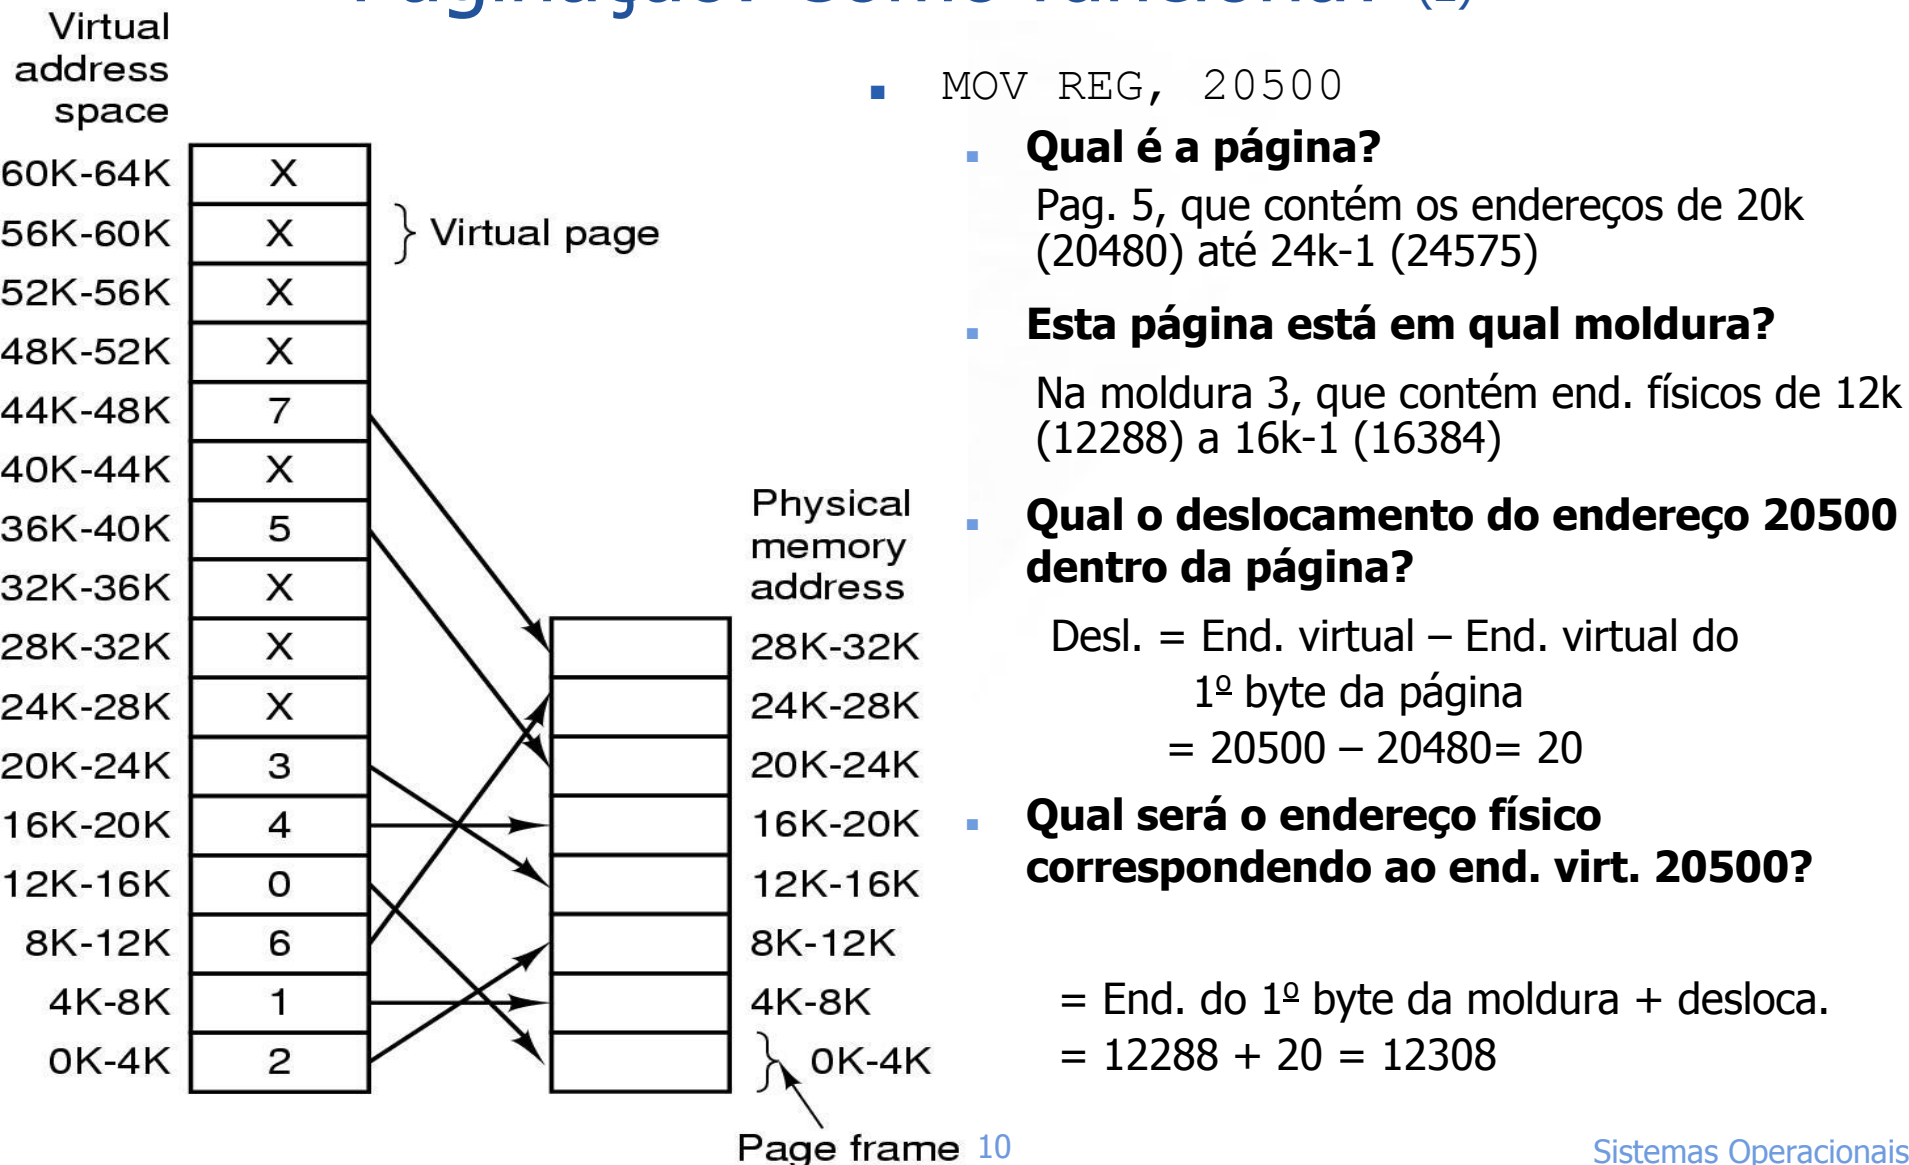 Paginação: Como funciona? (2)
Virtual
address
space
60K-64K X
56K-60K X
Virtual page
52K-56K X
48K-52K X
44K-48K 7
40K-44K X
36K-40K 5
32K-36K X
28K-32K X
24K-28K X
20K-24K 3
16K-20K 4
12K-16K 0
8K-12K 6
4K-8K 1
0K-4K 2
Physical
memory
address
28K-32K
24K-28K
20K-24K
16K-20K
12K-16K
8K-12K
4K-8K
0K-4K
Page frame
MOV REG, 20500
Qual é a página?
Pag. 5, que contém os endereços de 20k
(20480) até 24k-1 (24575)
Esta página está em qual moldura?
Na moldura 3, que contém end. físicos de 12k
(12288) a 16k-1 (16384)
Qual o deslocamento do endereço 20500
dentro da página?
Desl. = End. virtual – End. virtual do
1º byte da página
= 20500 – 20480= 20
Qual será o endereço físico
correspondendo ao end. virt. 20500?
= End. do 1º byte da moldura + desloca.
= 12288 + 20 = 12308
10
Sistemas Operacionais